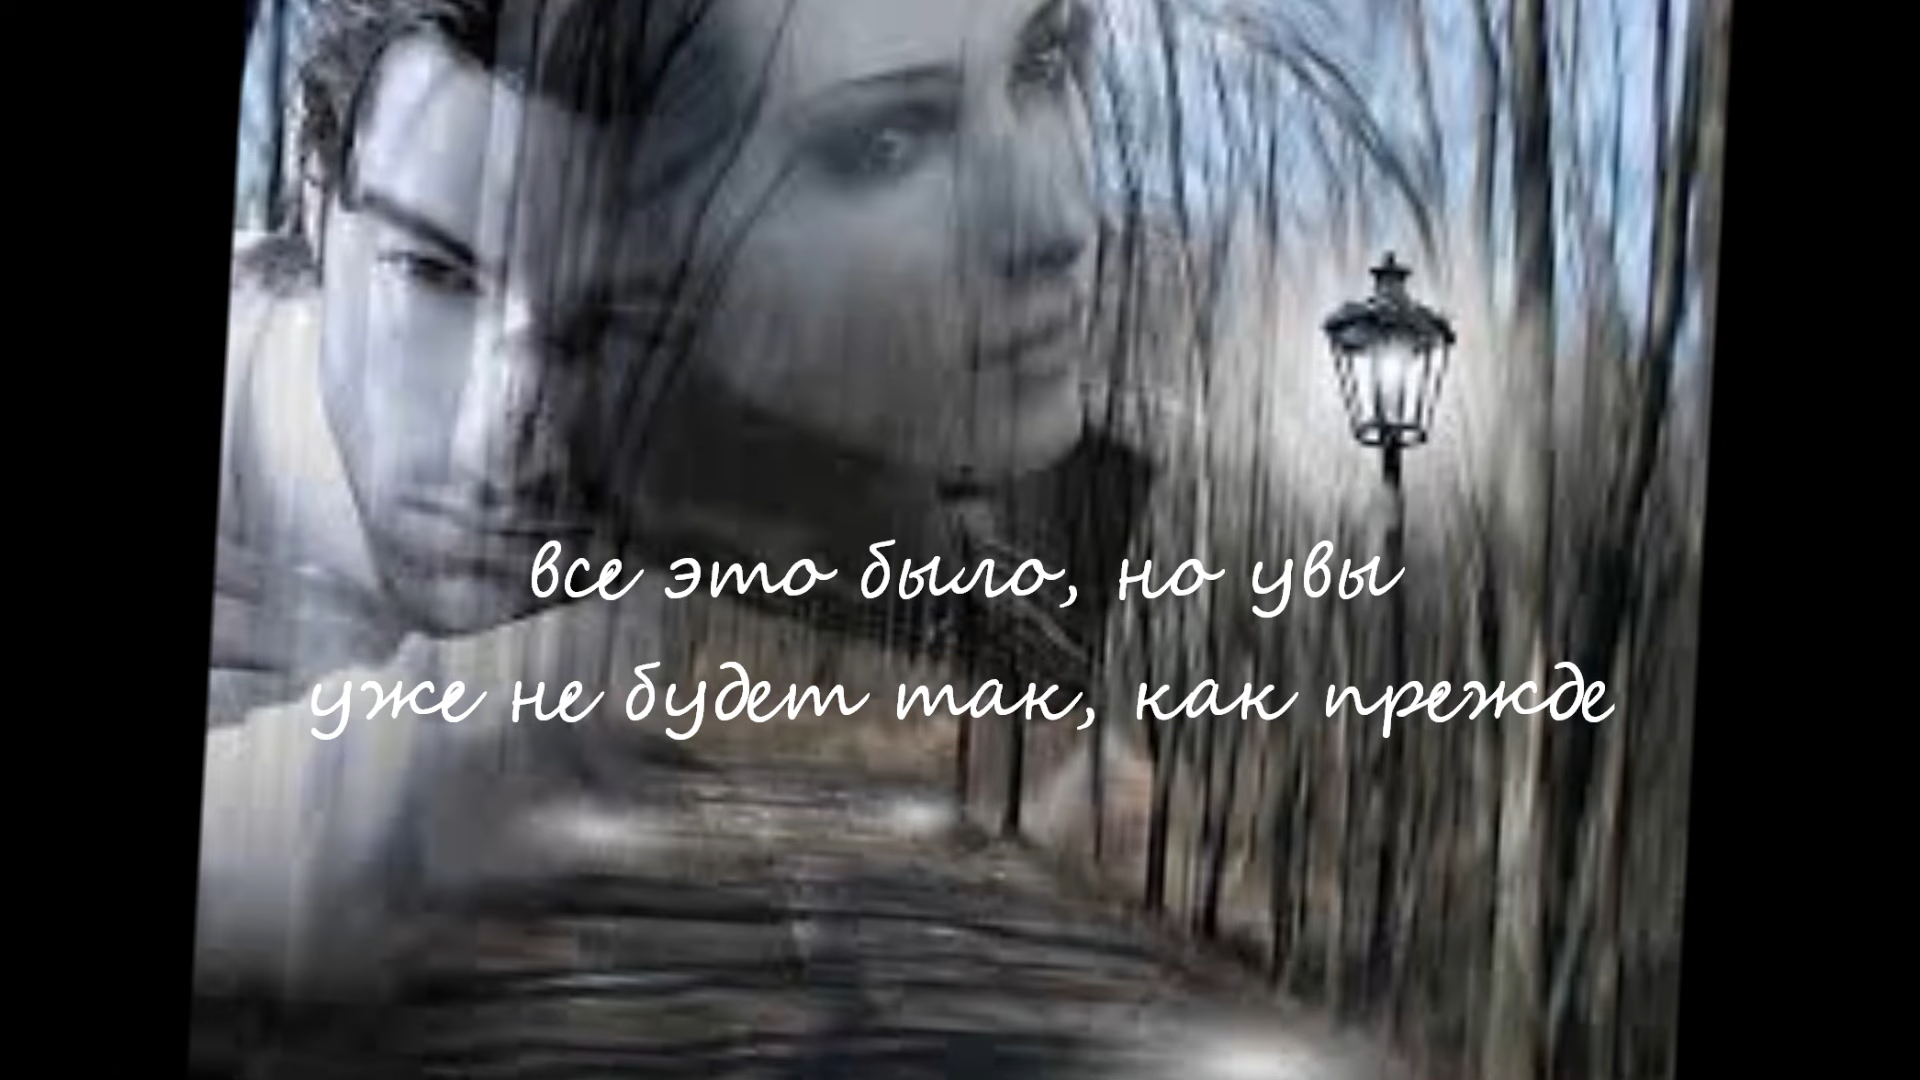 все это было, но увы
уже не будет так, как прежде